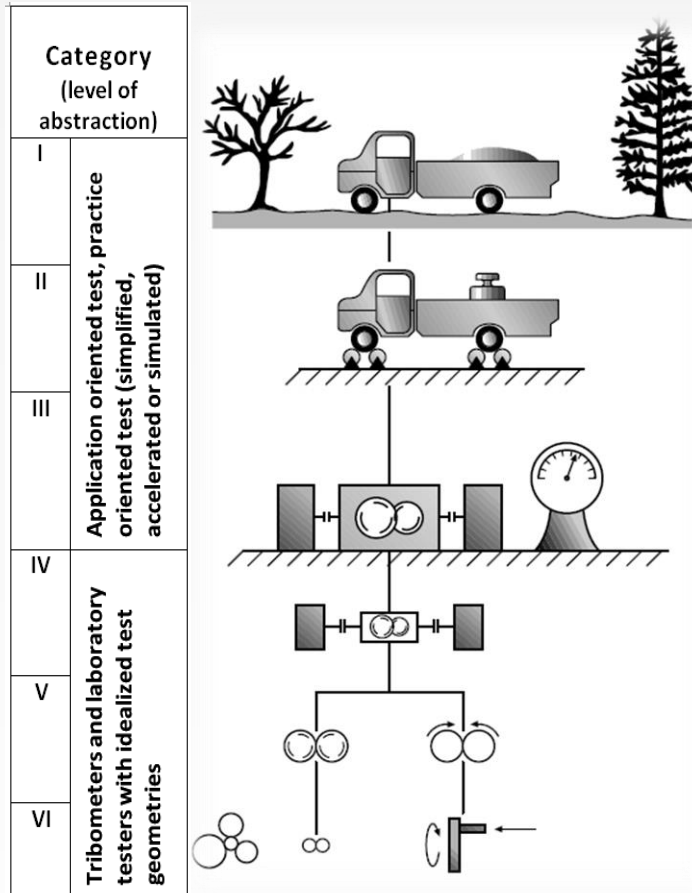 Category
(level of
abstraction)
I
II
III
Application oriented test, practice
oriented test (simplified,
accelerated or simulated)
IV
V
VI
Tribometers and laboratory
testers with idealized test
geometries